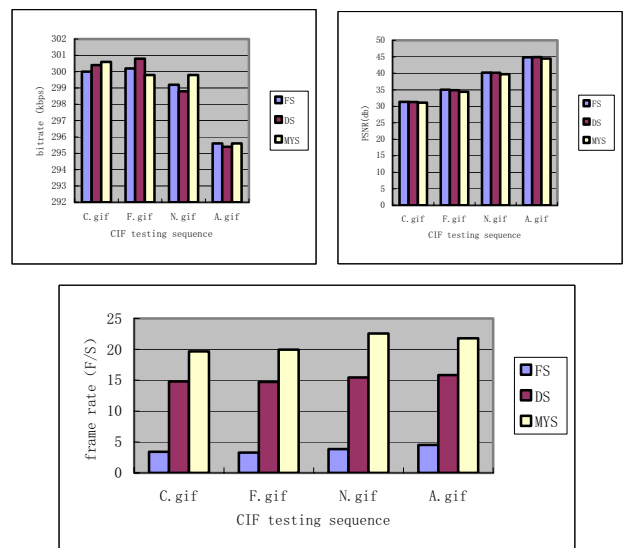 302
301
300
299
298
297
296
295
294
293
292
bitrate (kbps)
C.gif F.gif N.gif A.gif
CIF testing sequence
FS
DS
MYS
50
45
40
35
30
25
20
15
10
5
0
PSNR(db)
C.gif F.gif N.gif A.gif
CIF testing sequence
FS
DS
MYS
25
20
15
10
5
0
frame rate (F/S)
C.gif F.gif N.gif A.gif
CIF testing sequence
FS
DS
MYS